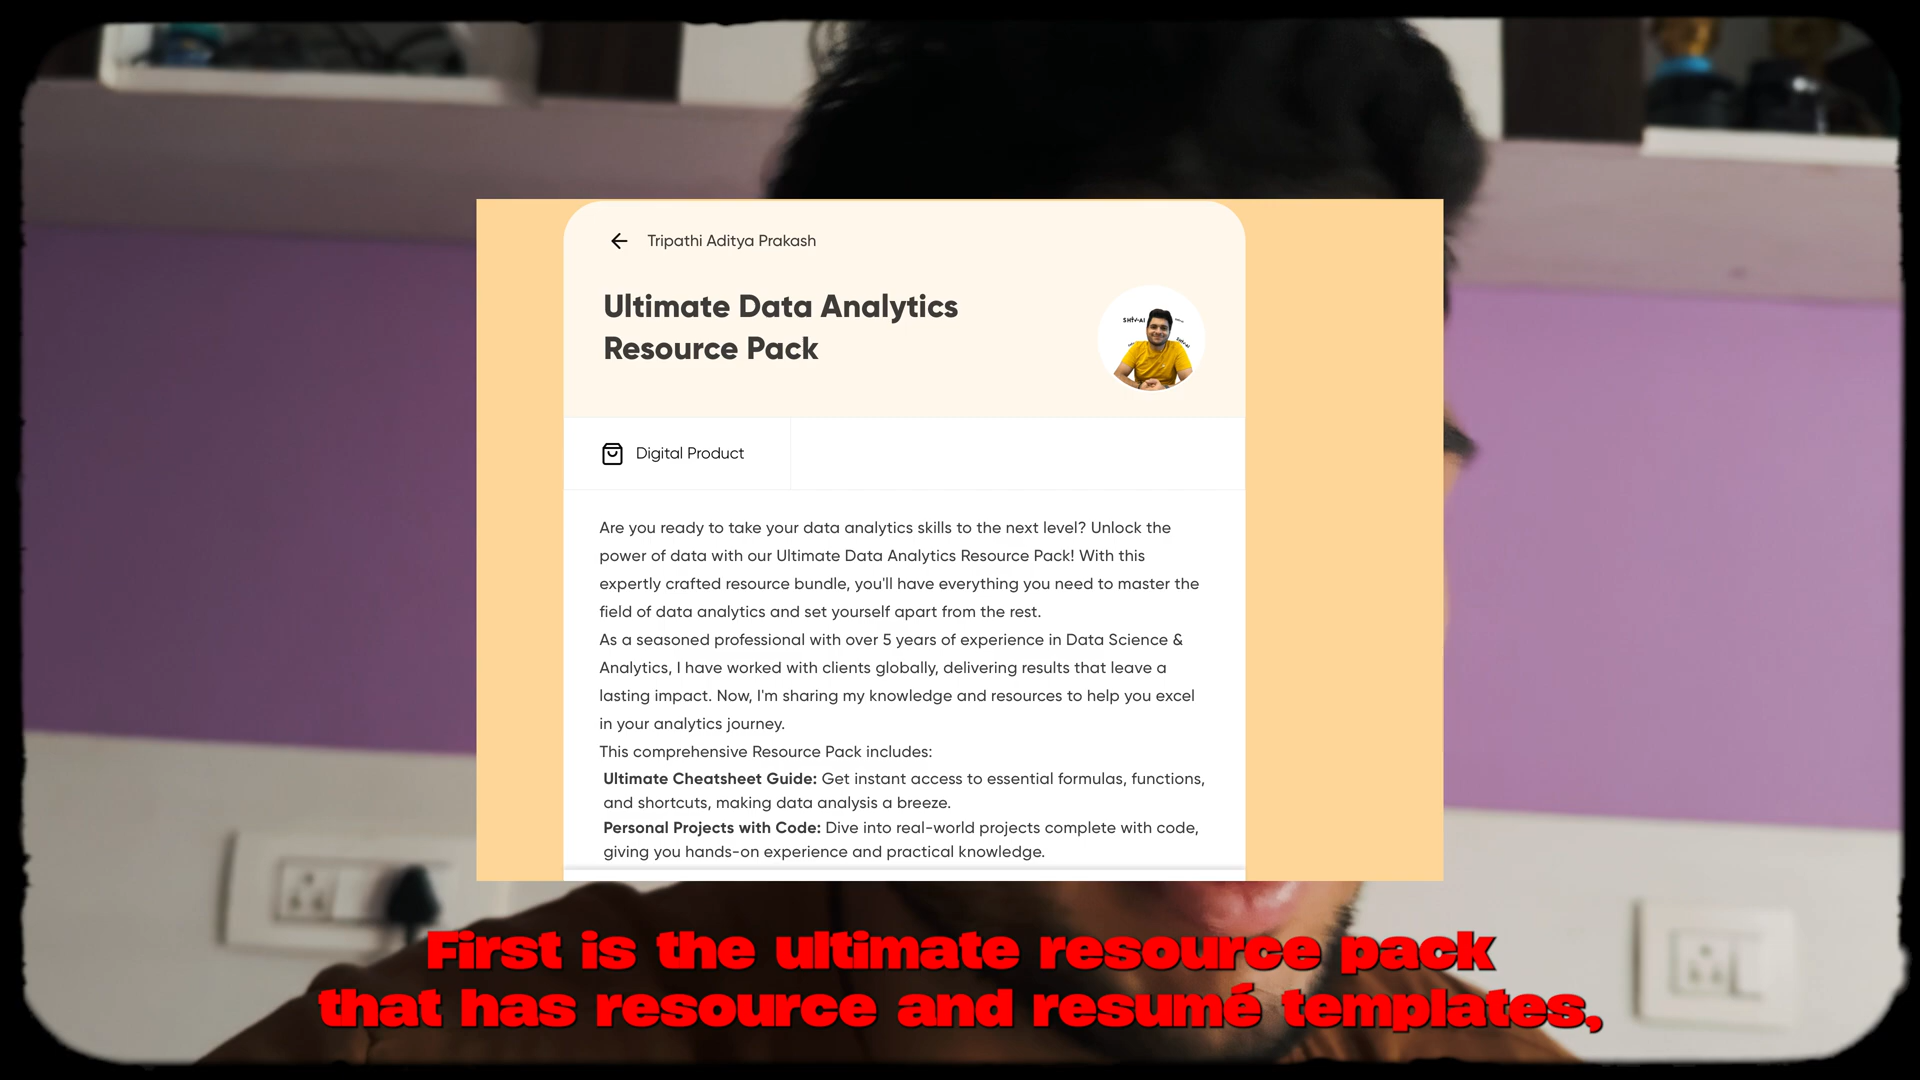 Tripathi Aditya Prakash
Ultimate Data Analytics
Resource Pack
SHIV-AI
Digital Product
Are you ready to take your data analytics skills to the next level? Unlock the
power of data with our Ultimate Data Analytics Resource Pack! With this
expertly crafted resource bundle, you'll have everything you need to master the
field of data analytics and set yourself apart from the rest.
As a seasoned professional with over 5 years of experience in Data Science &
Analytics, I have worked with clients globally, delivering results that leave a
lasting impact. Now, I'm sharing my knowledge and resources to help you excel
in your analytics journey.
This comprehensive Resource Pack includes:
Ultimate Cheatsheet Guide: Get instant access to essential formulas, functions,
and shortcuts, making data analysis a breeze.
Personal Projects with Code: Dive into real-world projects complete with code,
giving you hands-on experience and practical knowledge.
First is the ultimate resource pack
that has resource and resumé templates,